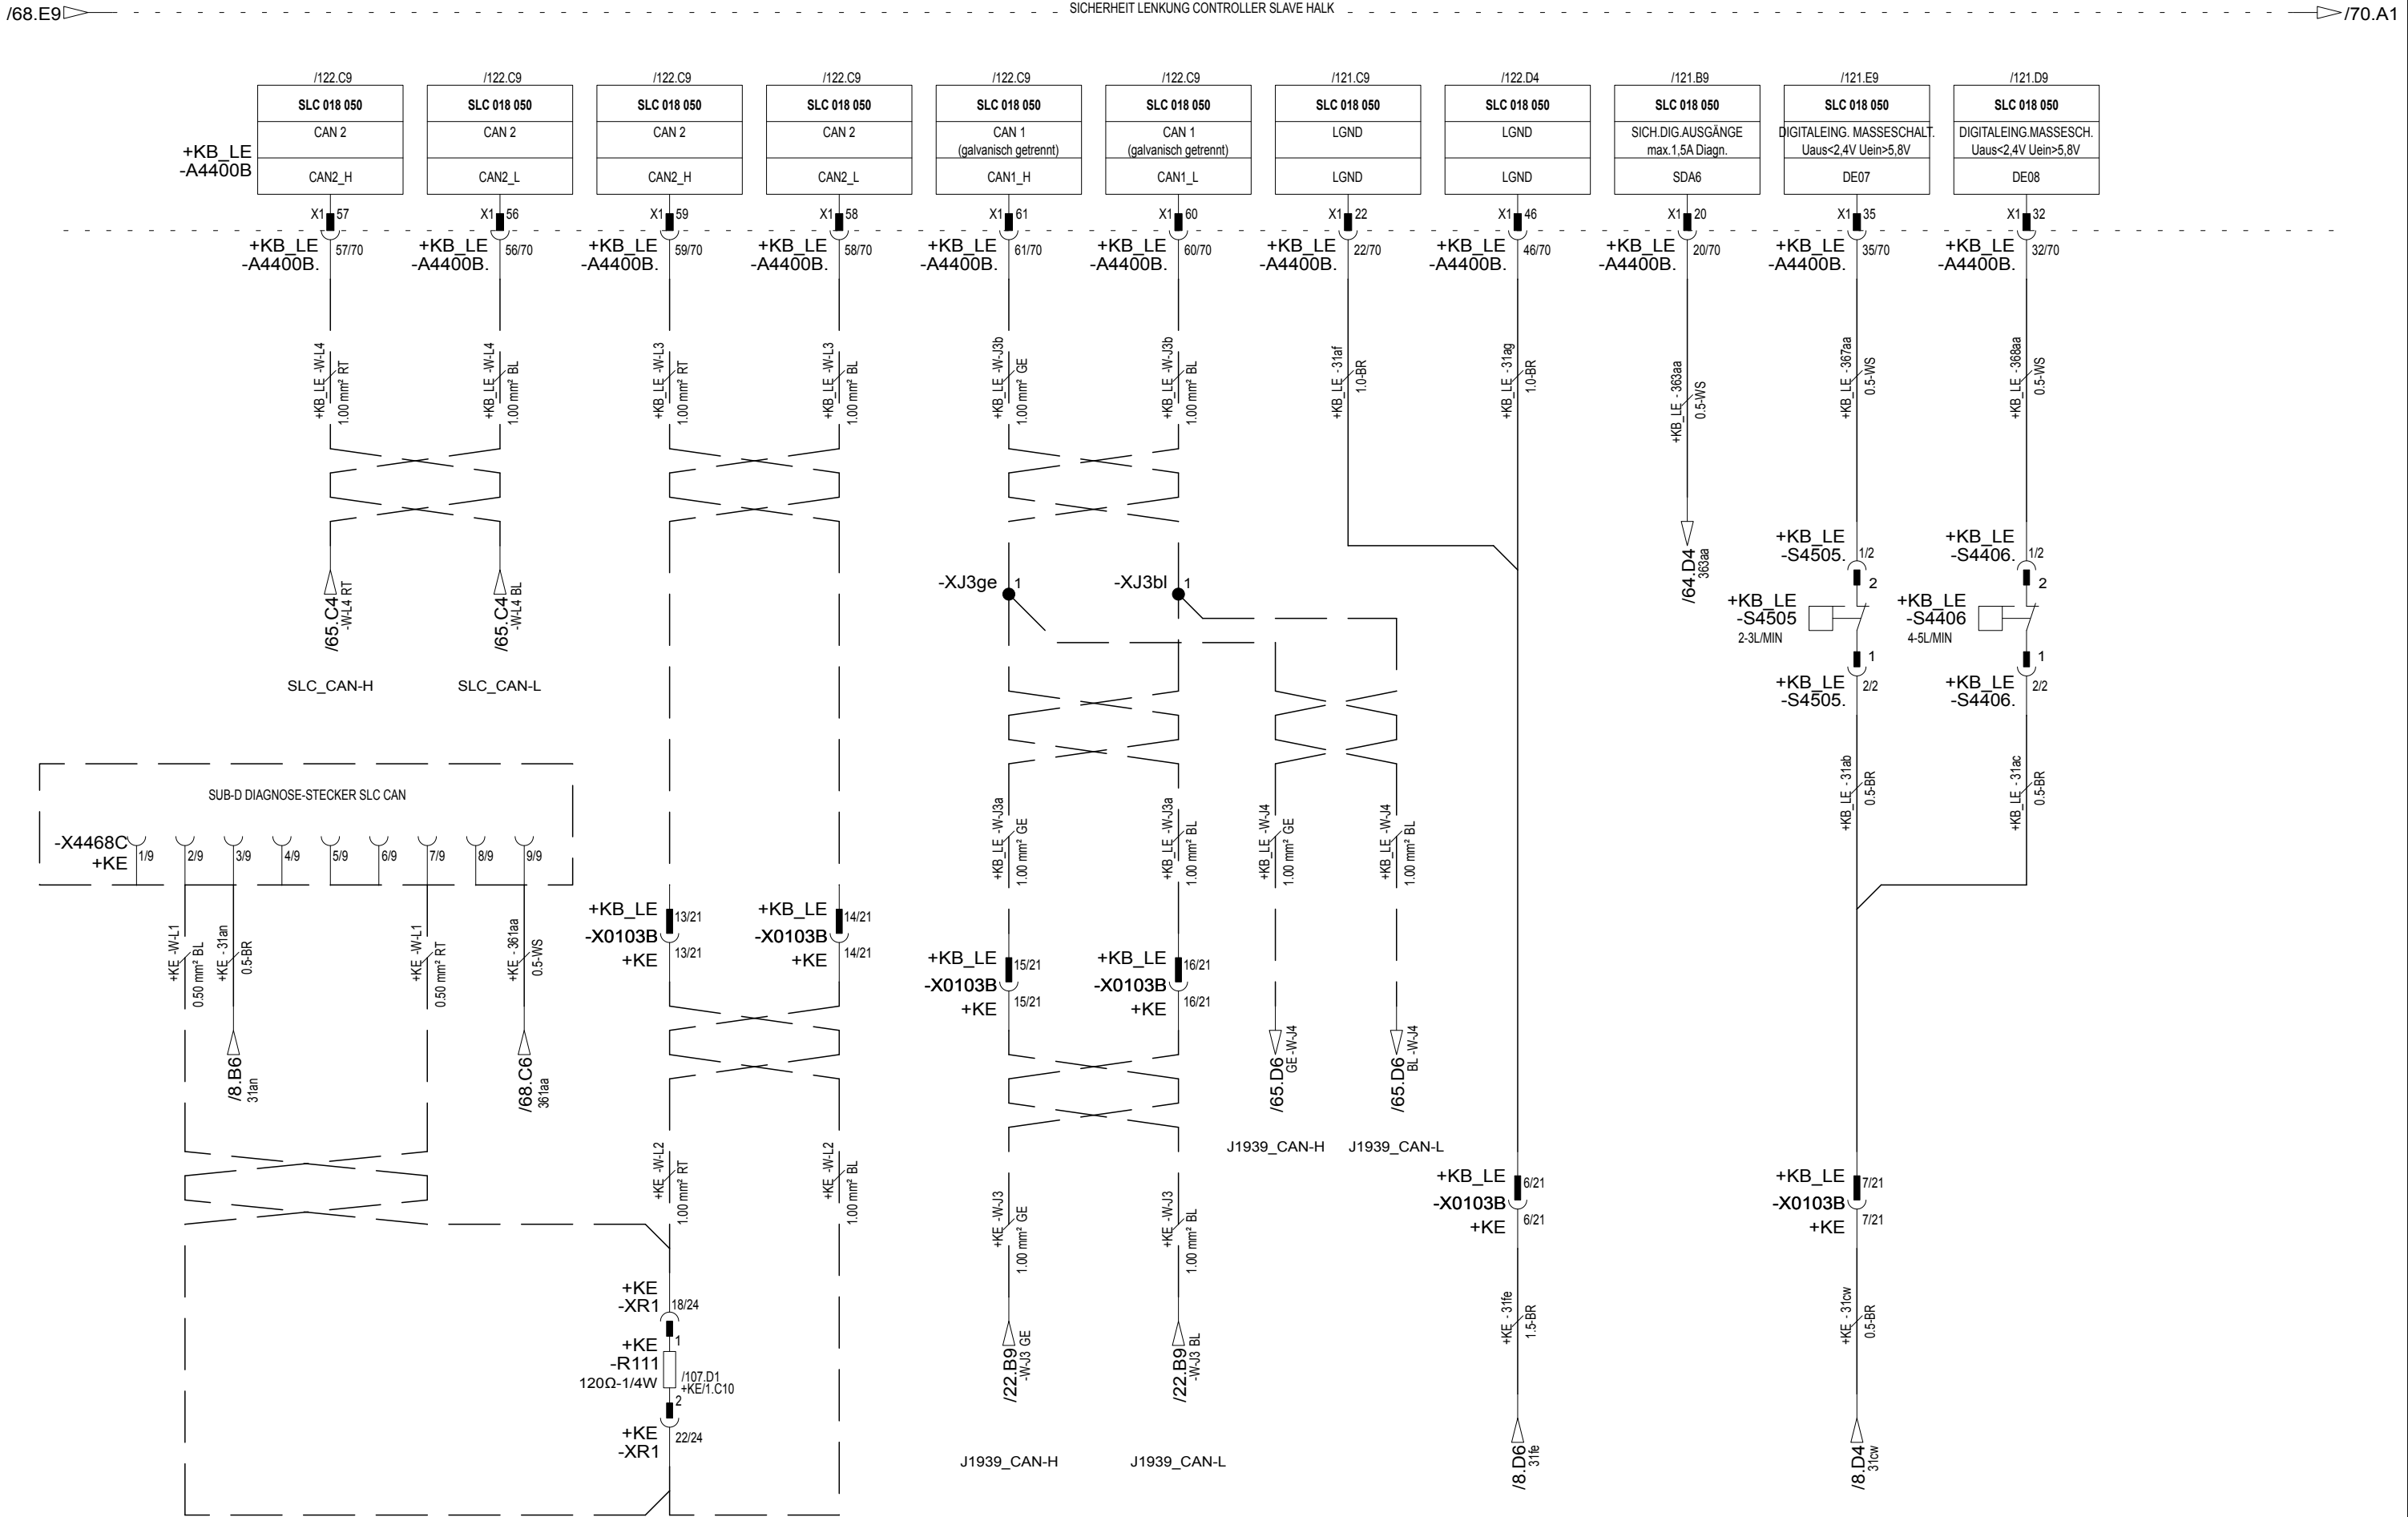 /68.E9
SICHERHEIT LENKUNG CONTROLLER SLAVE HALK
/70.A1
/122.C9
/122.C9
/122.C9
/122.C9
/122.C9
/122.C9
/121.C9
/122.D4
/121.B9
/121.E9
/121.D9
SLC 018 050
SLC 018 050
SLC 018 050
SLC 018 050
SLC 018 050
SLC 018 050
SLC 018 050
SLC 018 050
SLC 018 050
SLC 018 050
SLC 018 050
+KB_LE
-A4400B
CAN 2
CAN 2
CAN 2
CAN 2
CAN 1
(galvanisch getrennt)
CAN 1
(galvanisch getrennt)
LGND
LGND
SICH.DIG.AUSGÄNGE
max.1,5A Diagn.
DIGITALEING. MASSESCHALT.
Uaus<2,4V Uein>5,8V
DIGITALEING.MASSESCH.
Uaus<2,4V Uein>5,8V
CAN2_H
CAN2_L
CAN2_H
CAN2_L
CAN1_H
CAN1_L
LGND
LGND
SDA6
DE07
DE08
X1 57
X1 56
X1 59
X1 58
X1 61
X1 60
X1 22
X1 46
X1 20
X1 35
X1 32
+KB_LE
-A4400B.
57/70
+KB_LE
-A4400B.
56/70
+KB_LE
-A4400B.
59/70
+KB_LE
-A4400B.
58/70
+KB_LE
-A4400B.
61/70
+KB_LE
-A4400B.
60/70
+KB_LE
-A4400B.
22/70
+KB_LE
-A4400B.
46/70
+KB_LE
-A4400B.
20/70
+KB_LE
-A4400B.
35/70
+KB_LE
-A4400B.
32/70
+KB_LE -W-L4
1.00 mm² RT
+KB_LE -W-L4
1.00 mm² BL
+KB_LE -W-L3
1.00 mm² RT
+KB_LE -W-L3
1.00 mm² BL
+KB_LE -W-J3b
1.00 mm² GE
+KB_LE -W-J3b
1.00 mm² BL
+KB_LE - 31af
1.0-BR
+KB_LE - 31ag
1.0-BR
+KB_LE - 363aa
0.5-WS
+KB_LE - 367aa
0.5-WS
+KB_LE - 368aa
0.5-WS
/65.C4
-W-L4 RT
/65.C4
-W-L4 BL
SLC_CAN-H
SLC_CAN-L
-XJ3ge 1
-XJ3bl 1
/64.D4
363aa
+KB_LE
-S4505.
1/2
2
+KB_LE
-S4505
2-3L/MIN
1
+KB_LE
-S4505.
2/2
+KB_LE
-S4406.
1/2
2
+KB_LE
-S4406
4-5L/MIN
1
+KB_LE
-S4406.
2/2
+KB_LE - 31ab
0.5-BR
+KB_LE - 31ac
0.5-BR
SUB-D DIAGNOSE-STECKER SLC CAN
-X4468C
+KE
1/9
2/9
3/9
4/9
5/9
6/9
7/9
8/9
9/9
+KE -W-L1
0.50 mm² BL
+KE - 31an
0.5-BR
+KE -W-L1
0.50 mm² RT
+KE - 361aa
0.5-WS
/8.B6
31an
/68.C6
361aa
+KB_LE
-X0103B
+KE
13/21
13/21
+KB_LE
-X0103B
+KE
14/21
14/21
+KB_LE -W-J3a
1.00 mm² GE
+KB_LE -W-J3a
1.00 mm² BL
+KB_LE -W-J4
1.00 mm² GE
+KB_LE -W-J4
1.00 mm² BL
+KB_LE
-X0103B
+KE
15/21
15/21
+KB_LE
-X0103B
+KE
16/21
16/21
/65.D6
GE -W-J4
/65.D6
BL -W-J4
J1939_CAN-H
J1939_CAN-L
+KE -W-L2
1.00 mm² RT
+KE -W-L2
1.00 mm² BL
+KE -W-J3
1.00 mm² GE
+KE -W-J3
1.00 mm² BL
+KB_LE
-X0103B
+KE
6/21
6/21
+KB_LE
-X0103B
+KE
7/21
7/21
+KE
-XR1
18/24
1
+KE
-R111
120Ω-1/4W
/107.D1
+KE/1.C10
2
+KE
-XR1
22/24
/22.B9
-W-J3 GE
/22.B9
-W-J3 BL
J1939_CAN-H
J1939_CAN-L
+KE - 31fe
1.5-BR
+KE - 31cw
0.5-BR
/8.D6
31fe
/8.D4
31cw